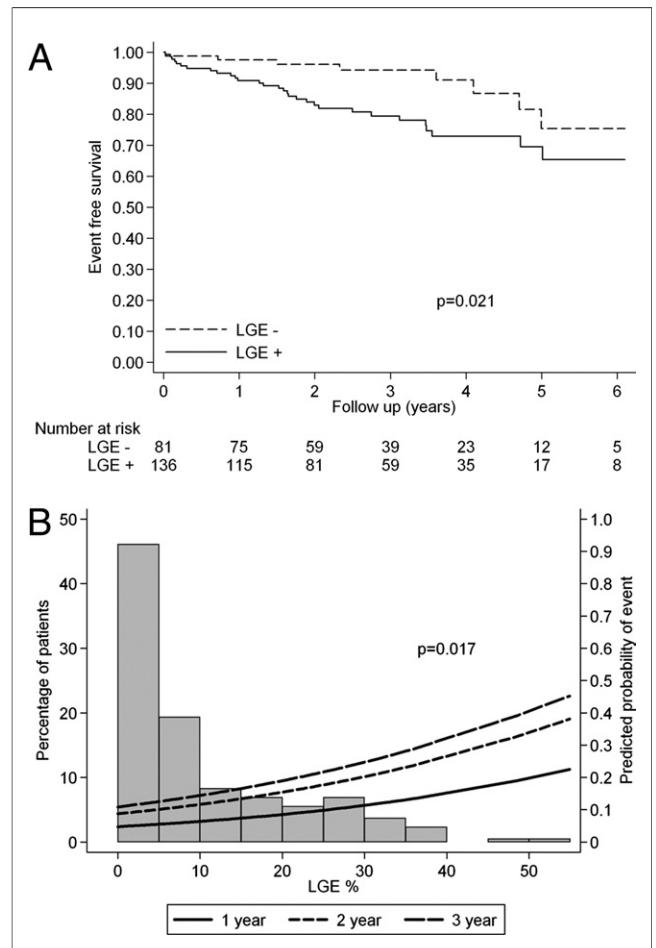 A
1.00
0.90
0.80
0.70
0.60
0.50
0.40
0.30
0.20
0.10
0.00
Event free survival
p=0.021
LGE -
LGE +
0 1 2 3 4 5 6
Follow up (years)
Number at risk
LGE - 81 75 59 39 23 12 5
LGE + 136 115 81 59 35 17 8
B
50
40
30
20
10
0
Percentage of patients
p=0.017
1.0
0.9
0.8
0.7
0.6
0.5
0.4
0.3
0.2
0.1
0
Predicted probability of event
0 10 20 30 40 50
LGE %
1 year 2 year 3 year